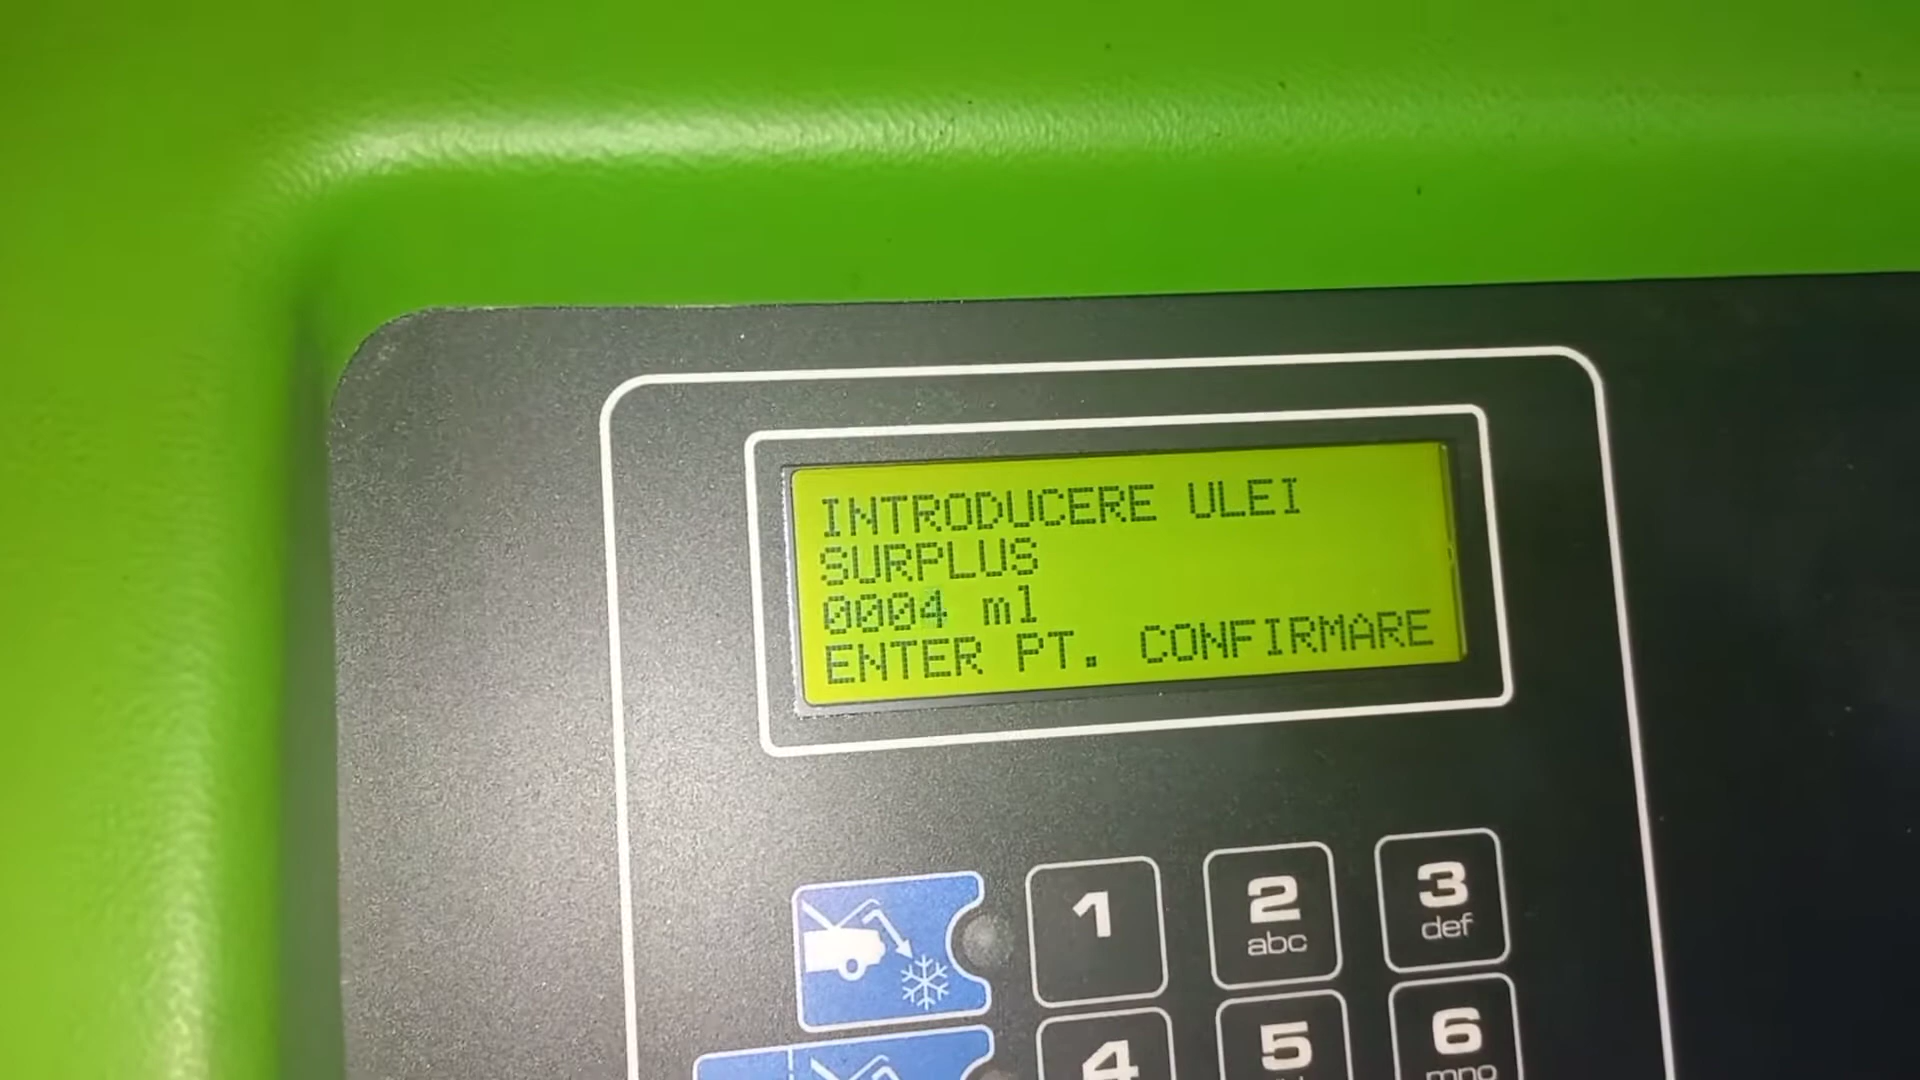 INTRODUCERE ULEI
SURPLUS
0004 ml
ENTER PT. CONFIRMARE
1
2
abc
3
def
4
5
6
mno